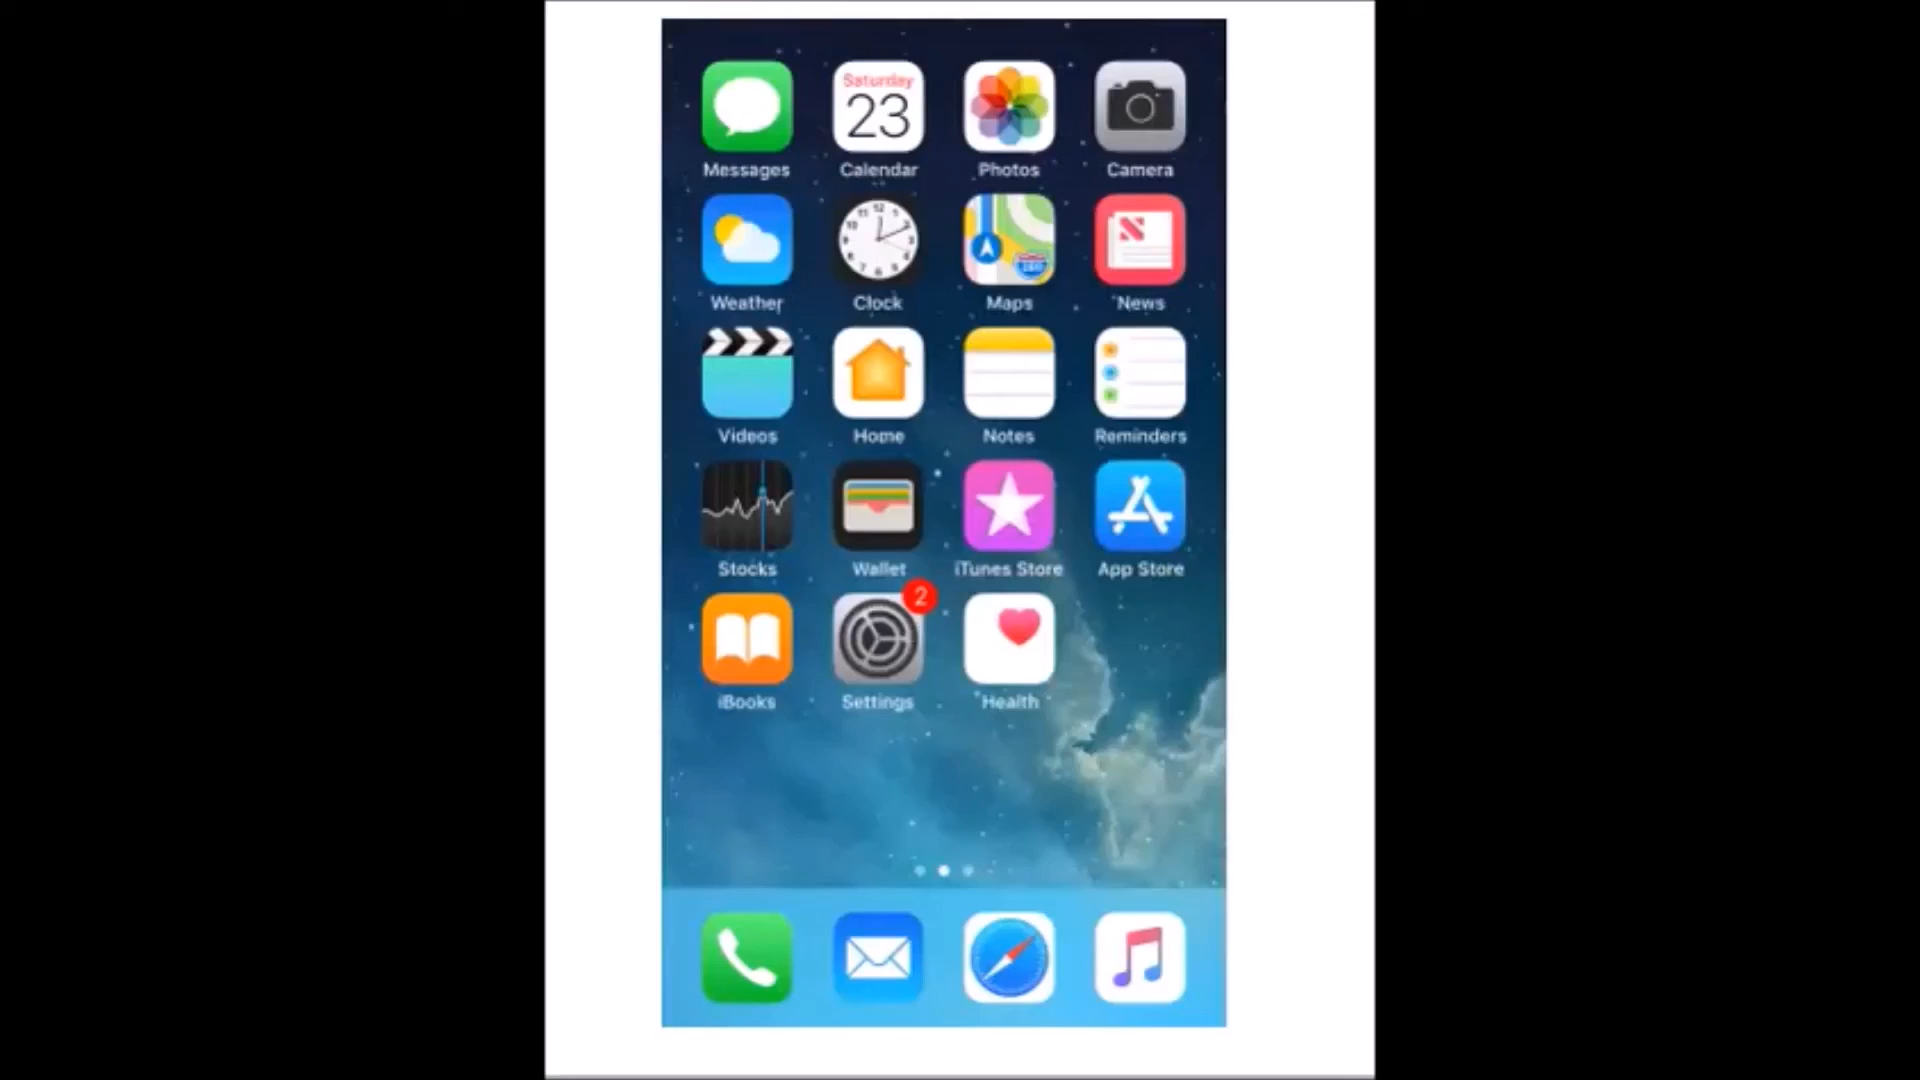 Saturday
23
Messages Calendar Photos Camera
Weather Clock Maps News
Videos Home Notes Reminders
Stocks Wallet iTunes Store App Store
2
iBooks Settings Health